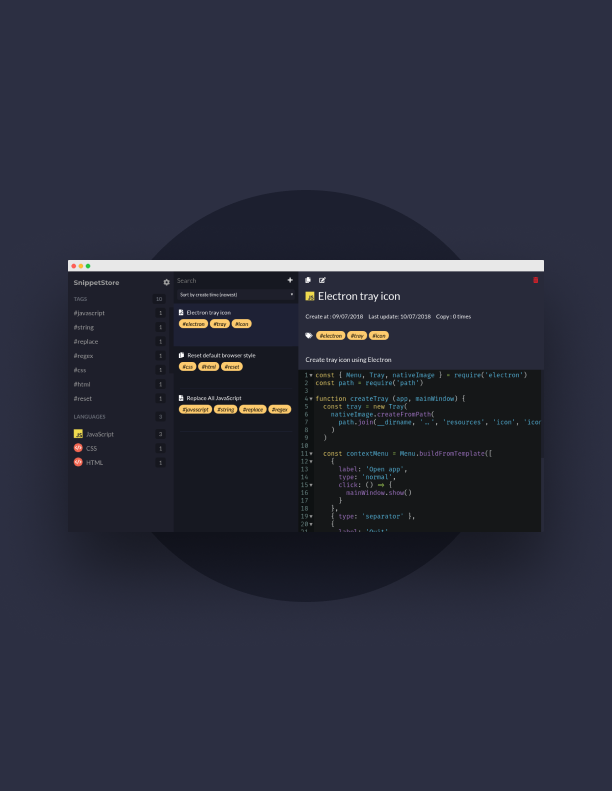 SnippetStore
TAGS 10
#javascript 1
#string 1
#replace 1
#regex 1
#css 1
#html 1
#reset 1
LANGUAGES 3
JavaScript
CSS 1
HTML 1
Search
Sort by create time (newest)
Electron tray icon
#electron #tray #icon
Reset default browser style
#css #html #reset
Replace All JavaScript
#javascript #string #replace #regex
JS Electron tray icon
Create at : 09/07/2018 Last update: 10/07/2018 Copy : 0 times
#electron #tray #icon
Create tray icon using Electron
1 const { Menu, Tray, nativeImage } = require('electron')
2 const path = require('path')
3
4 function createTray (app, mainWindow) {
5 const tray = new Tray(
6 nativeImage.createFromPath(
7 path.join(__dirname, '..', 'resources', 'icon', 'icon
8 )
9 )
10
11 const contextMenu = Menu.buildFromTemplate([
12 {
13 label: 'Open app',
14 type: 'normal',
15 click: () => {
16 mainWindow.show()
17 }
18 },
19 { type: 'separator' },
20 {
21 label: 'Quit'